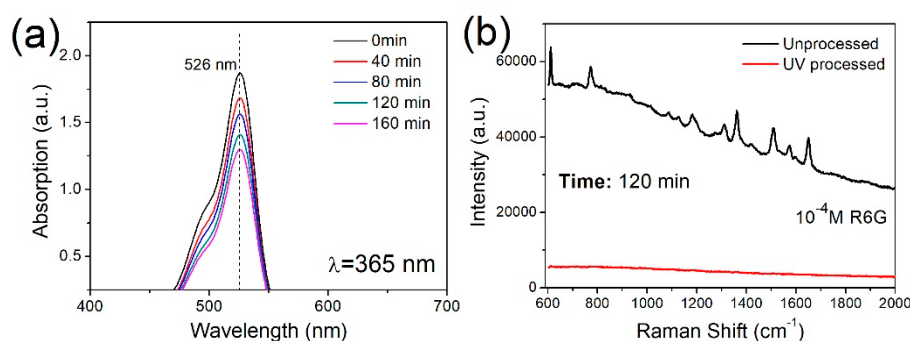 (a)
2.0
1.5
1.0
0.5
Absorption (a.u.)
526 nm
0min
40 min
80 min
120 min
160 min
λ=365 nm
400
500
600
700
Wavelength (nm)
(b)
60000
40000
20000
0
Intensity (a.u.)
Unprocessed
UV processed
Time: 120 min
10⁻⁴M R6G
600
800
1000
1200
1400
1600
1800
2000
Raman Shift (cm⁻¹)